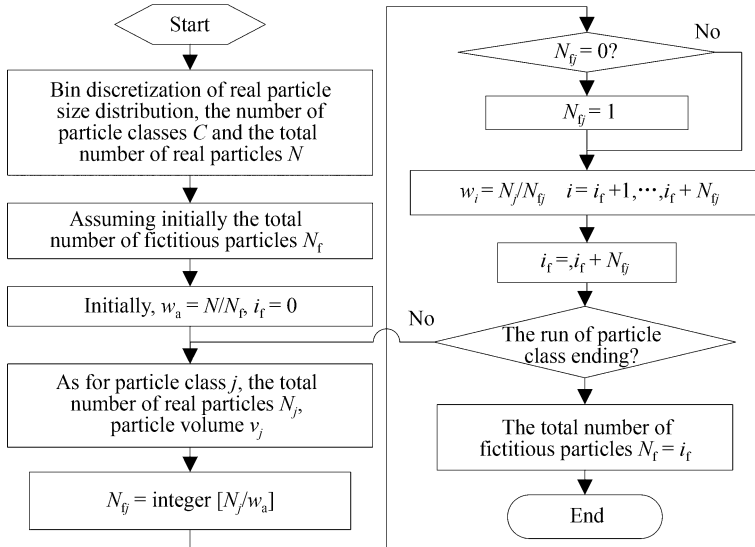 Start
Bin discretization of real particle
size distribution, the number of
particle classes C and the total
number of real particles N
Assuming initially the total
number of fictitious particles Nf
Initially, wa = N/Nf, if = 0
As for particle class j, the total
number of real particles Nj,
particle volume vj
Nfj = integer [Nj/wa]
Nfj = 0?
No
Nfj = 1
wi = Nj/Nfj i = if +1,⋯,if + Nfj
if =,if + Nfj
No
The run of particle
class ending?
The total number of
fictitious particles Nf = if
End